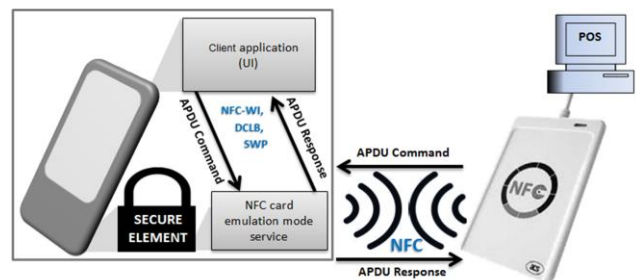 Client application
(UI)
POS
NFC-WI,
DCLB,
SWP
APDU Command
APDU Response
APDU Command
NFC
SECURE
ELEMENT
NFC card
emulation mode
service
NFC
APDU Response
ACS